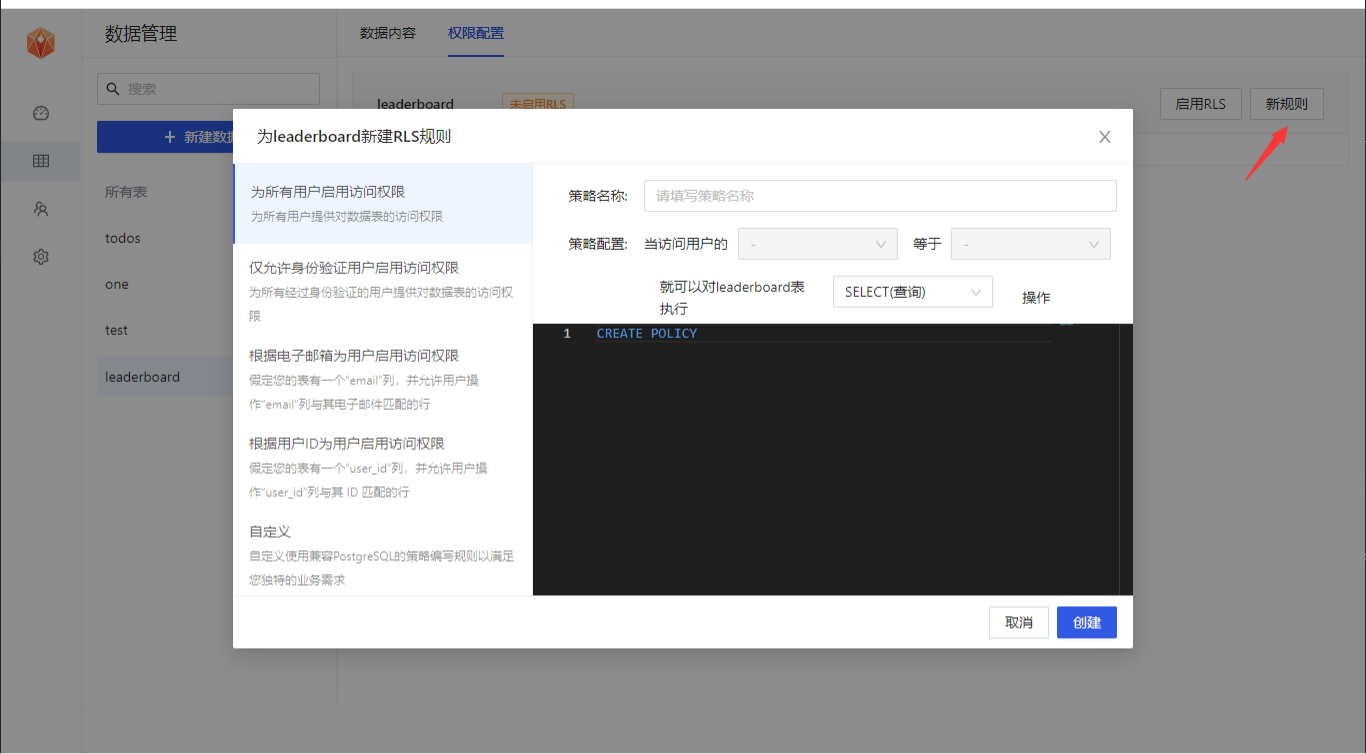 数据管理
数据内容
权限配置
搜索
新建数据
所有表
todos
one
test
leaderboard
leaderboard
未启用RLS
启用RLS
新规则
为leaderboard新建RLS规则
为所有用户启用访问权限
为所有用户提供对数据表的访问权限
仅允许身份验证用户启用访问权限
为所有经过身份验证的用户提供对数据表的访问权
限
根据电子邮箱为用户启用访问权限
假定您的表有一个“email”列，并允许用户操
作“email”列与其电子邮件匹配的行
根据用户ID为用户启用访问权限
假定您的表有一个“user_id”列，并允许用户操
作“user_id”列与其 ID 匹配的行
自定义
自定义使用兼容PostgreSQL的策略编写规则以满足
您独特的业务需求
策略名称:
请填写策略名称
策略配置:
当访问用户的
-
等于
-
就可以对leaderboard表
执行
SELECT(查询)
操作
1 CREATE POLICY
取消
创建